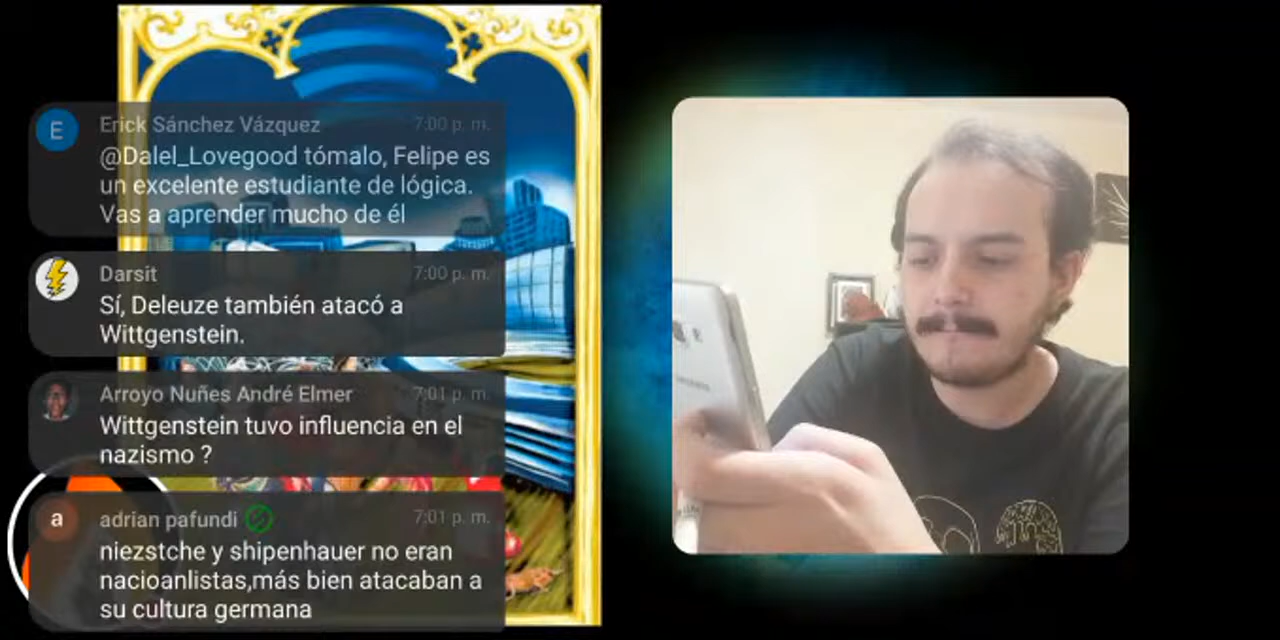 Erick Sánchez Vázquez 7:00 p. m.
@Dalel_Lovegood tómalo, Felipe es
un excelente estudiante de lógica.
Vas a aprender mucho de él
Darsit 7:00 p. m.
Sí, Deleuze también atacó a
Wittgenstein.
Arroyo Nuñes André Elmer 7:01 p. m.
Wittgenstein tuvo influencia en el
nazismo ?
adrian pafundi 7:01 p. m.
niezstche y shipenhauer no eran
nacioanlistas,más bien atacaban a
su cultura germana